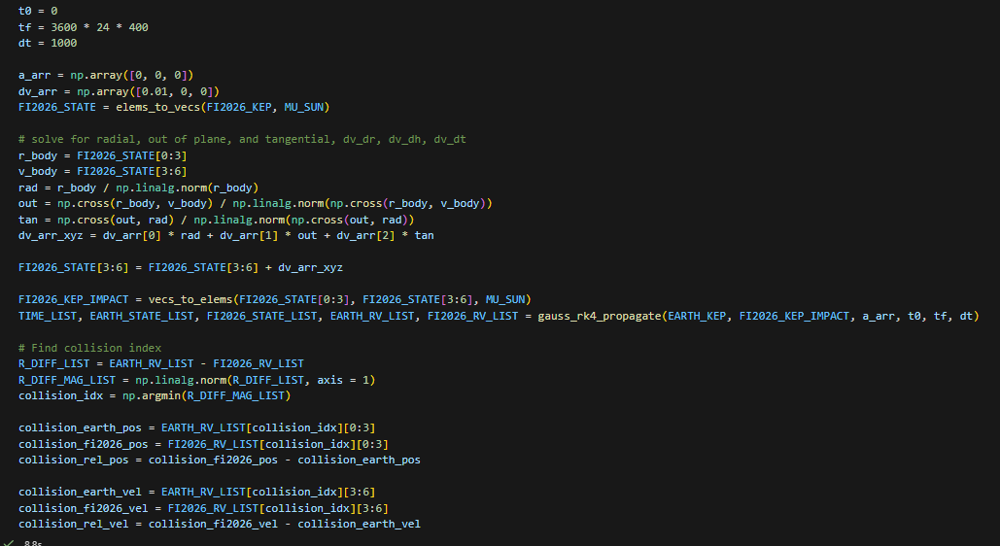 t0 = 0
tf = 3600 * 24 * 400
dt = 1000
a_arr = np.array([0, 0, 0])
dv_arr = np.array([0.01, 0, 0])
FI2026_STATE = elems_to_vecs(FI2026_KEP, MU_SUN)
# solve for radial, out of plane, and tangential, dv_dr, dv_dh, dv_dt
r_body = FI2026_STATE[0:3]
v_body = FI2026_STATE[3:6]
rad = r_body / np.linalg.norm(r_body)
out = np.cross(r_body, v_body) / np.linalg.norm(np.cross(r_body, v_body))
tan = np.cross(out, rad) / np.linalg.norm(np.cross(out, rad))
dv_arr_xyz = dv_arr[0] * rad + dv_arr[1] * out + dv_arr[2] * tan
FI2026_STATE[3:6] = FI2026_STATE[3:6] + dv_arr_xyz
FI2026_KEP_IMPACT = vecs_to_elems(FI2026_STATE[0:3], FI2026_STATE[3:6], MU_SUN)
TIME_LIST, EARTH_STATE_LIST, FI2026_STATE_LIST, EARTH_RV_LIST, FI2026_RV_LIST = gauss_rk4_propagate(EARTH_KEP, FI2026_KEP_IMPACT, a_arr, t0, tf, dt)
# Find collision index
R_DIFF_LIST = EARTH_RV_LIST - FI2026_RV_LIST
R_DIFF_MAG_LIST = np.linalg.norm(R_DIFF_LIST, axis = 1)
collision_idx = np.argmin(R_DIFF_MAG_LIST)
collision_earth_pos = EARTH_RV_LIST[collision_idx][0:3]
collision_fi2026_pos = FI2026_RV_LIST[collision_idx][0:3]
collision_rel_pos = collision_fi2026_pos - collision_earth_pos
collision_earth_vel = EARTH_RV_LIST[collision_idx][3:6]
collision_fi2026_vel = FI2026_RV_LIST[collision_idx][3:6]
collision_rel_vel = collision_fi2026_vel - collision_earth_vel